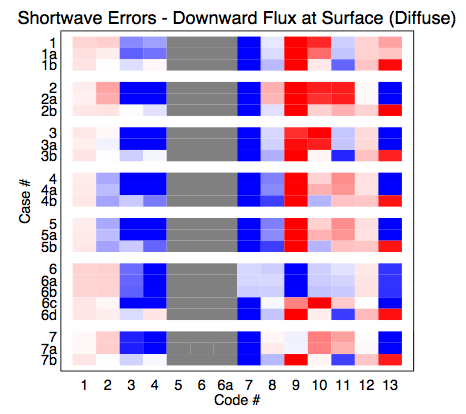 Shortwave Errors - Downward Flux at Surface (Diffuse)
Case #
1
1a
1b
2
2a
2b
3
3a
3b
4
4a
4b
5
5a
5b
6
6a
6b
6c
6d
7
7a
7b
1 2 3 4 5 6 6a 7 8 9 10 11 12 13
Code #